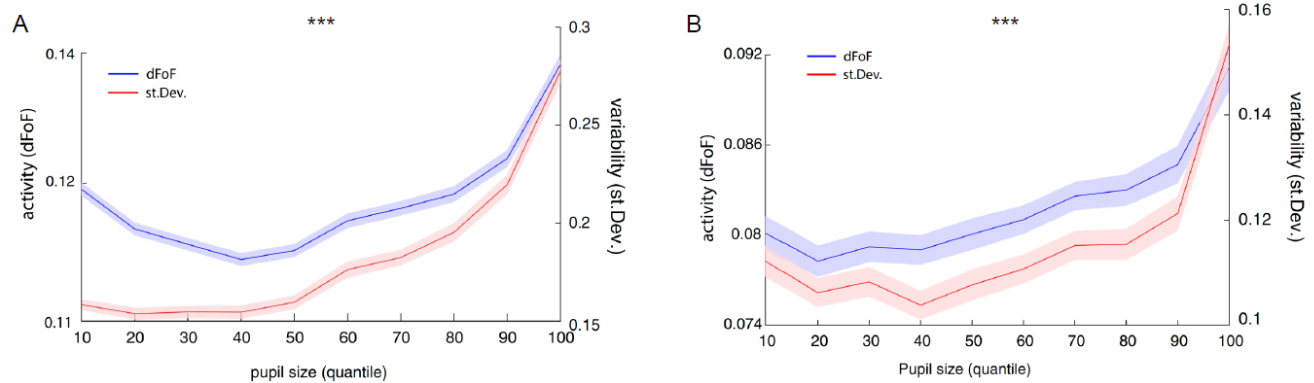 A
***
0.14
0.12
0.11
activity (dFoF)
dFoF
st.Dev.
0.3
0.25
0.2
0.15
variability (st.Dev.)
10 20 30 40 50 60 70 80 90 100
pupil size (quantile)
B
***
0.092
0.086
0.08
0.074
activity (dFoF)
dFoF
st.Dev.
0.16
0.14
0.12
0.1
variability (st.Dev.)
10 20 30 40 50 60 70 80 90 100
Pupil size (quantile)